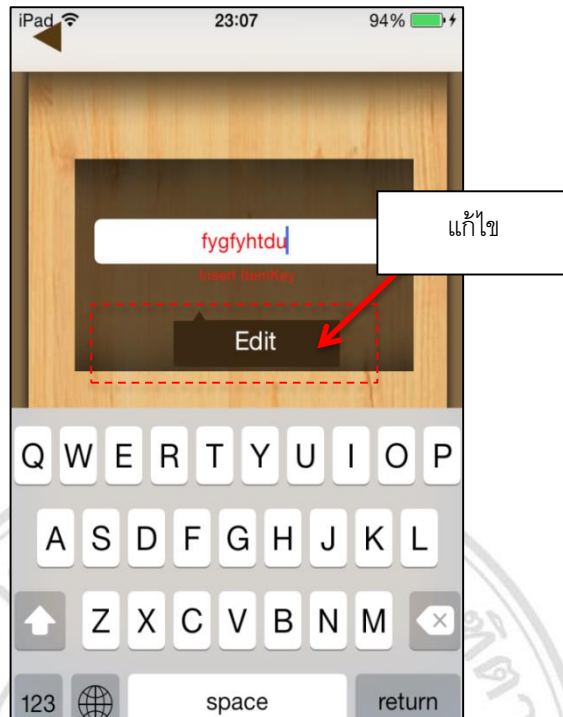 iPad 23:07 94%
แก้ไข
fygfyhtdu
Insert ItemKey
Edit
Q W E R T Y U I O P
A S D F G H J K L
Z X C V B N M
123 space return